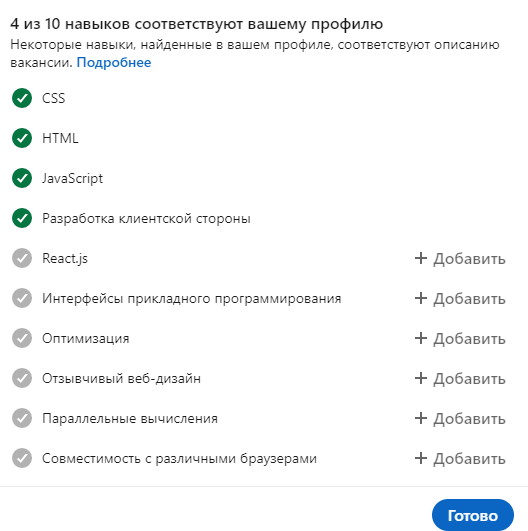 4 из 10 навыков соответствуют вашему профилю
Некоторые навыки, найденные в вашем профиле, соответствуют описанию
вакансии. Подробнее
CSS
HTML
JavaScript
Разработка клиентской стороны
React.js + Добавить
Интерфейсы прикладного программирования + Добавить
Оптимизация + Добавить
Отзывчивый веб-дизайн + Добавить
Параллельные вычисления + Добавить
Совместимость с различными браузерами + Добавить
Готово